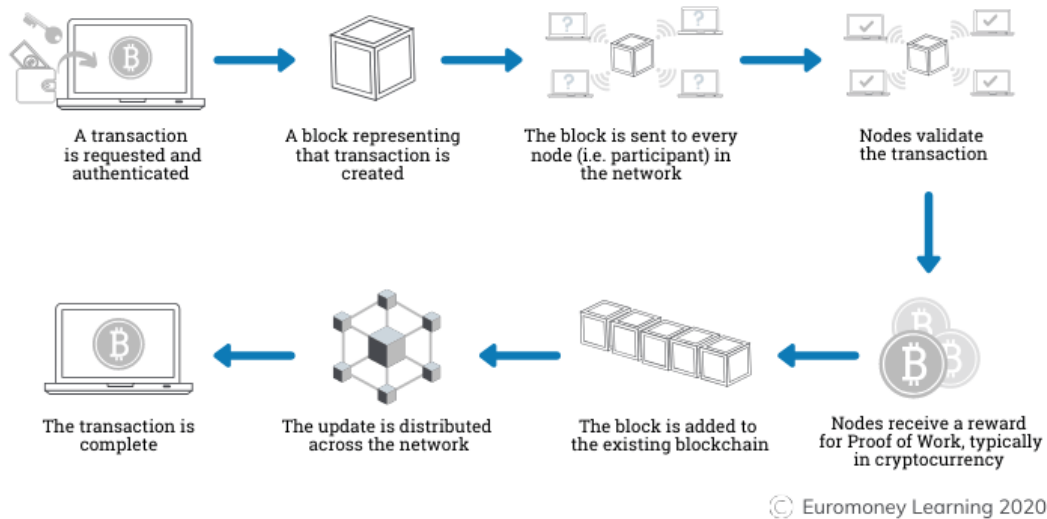 A transaction
is requested and
authenticated
A block representing
that transaction is
created
The block is sent to every
node (i.e. participant) in
the network
Nodes validate
the transaction
The transaction is
complete
The update is distributed
across the network
The block is added to
the existing blockchain
Nodes receive a reward
for Proof of Work, typically
in cryptocurrency
© Euromoney Learning 2020